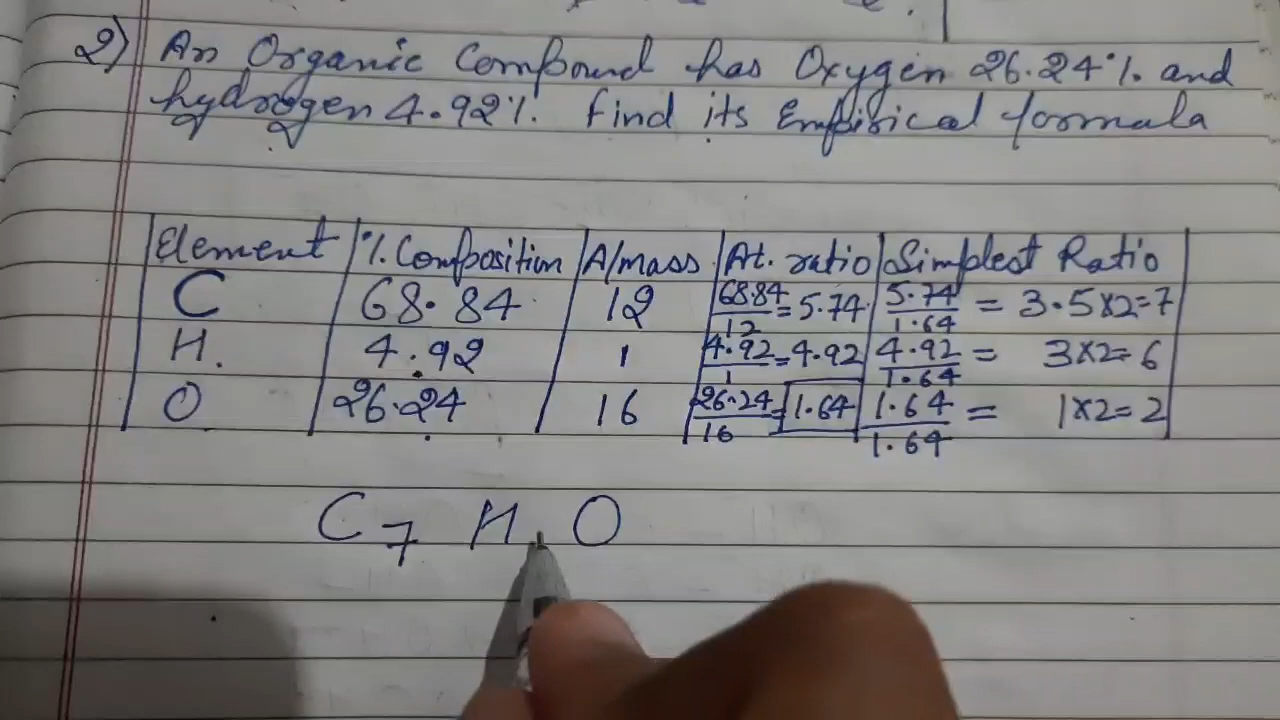 2) An Organic Compound has Oxygen 26.24%. and
hydrogen 4.92%. find its Empirical formula
Element %.Composition A/mass At. ratio Simplest Ratio
C 68.84 12 68.84/12 = 5.74 5.74/1.64 = 3.5×2=7
H. 4.92 1 4.92/1 = 4.92 4.92/1.64 = 3×2=6
O 26.24 16 26.24/16 = 1.64 1.64/1.64 = 1×2=2
C7 H O